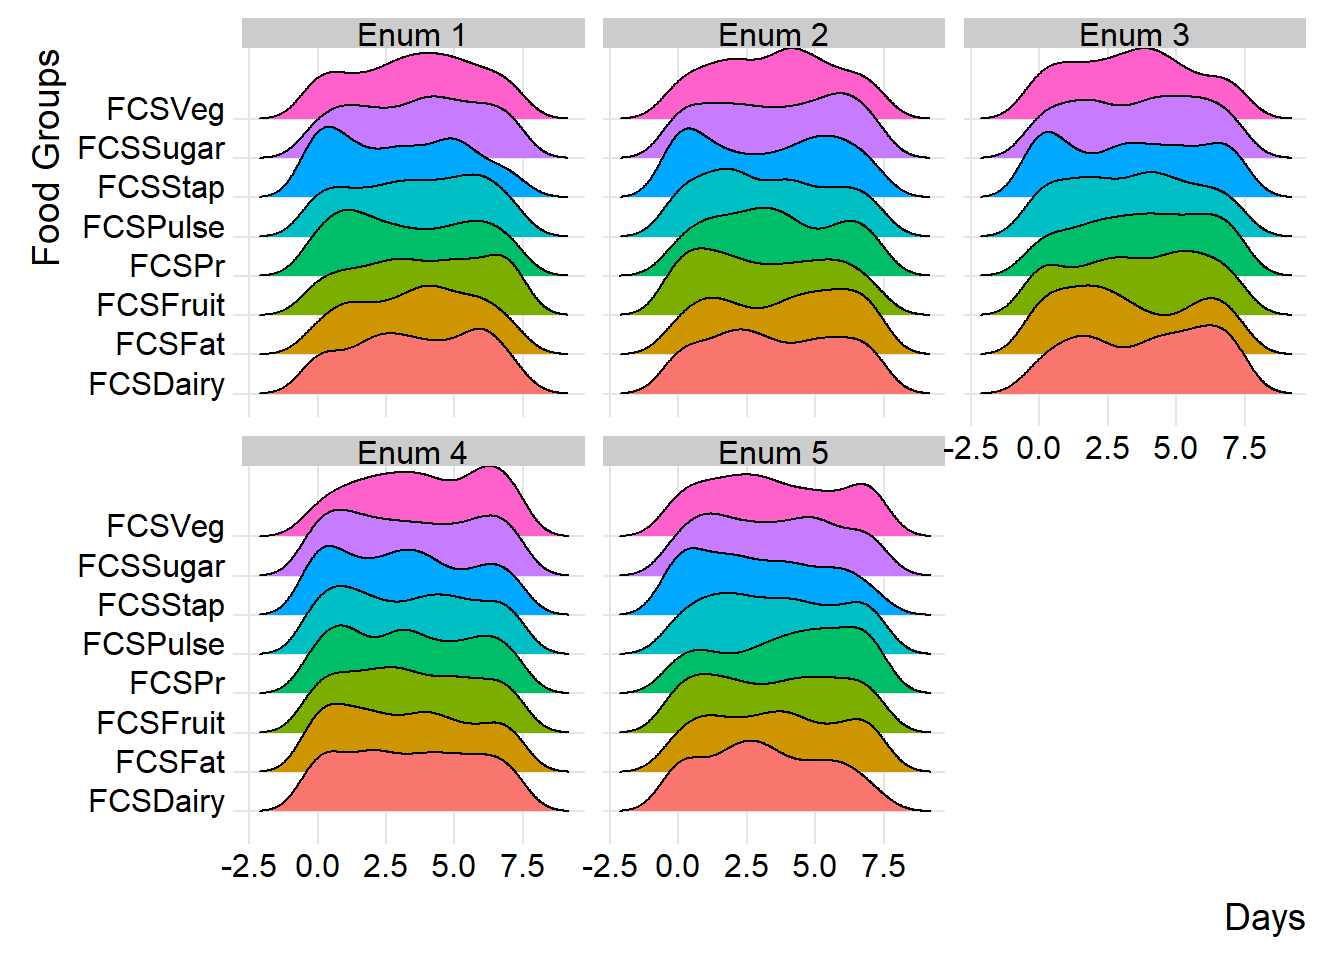 Enum 1
Enum 2
Enum 3
Food Groups
FCSVeg
FCSSugar
FCSStap
FCSPulse
FCSPr
FCSFruit
FCSFat
FCSDairy
-2.5 0.0 2.5 5.0 7.5
Enum 4
Enum 5
FCSVeg
FCSSugar
FCSStap
FCSPulse
FCSPr
FCSFruit
FCSFat
FCSDairy
-2.5 0.0 2.5 5.0 7.5
-2.5 0.0 2.5 5.0 7.5
Days